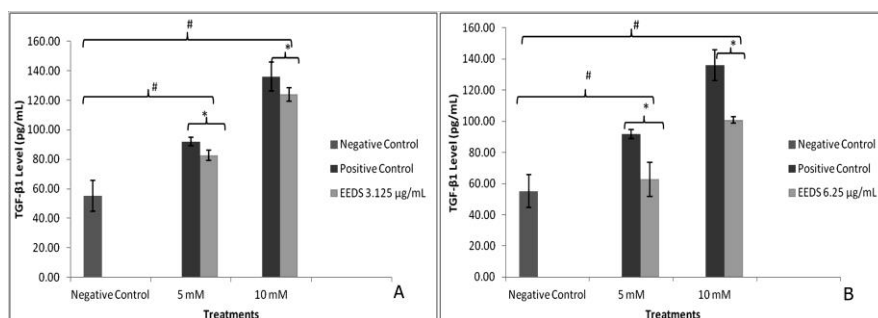 160.00
140.00
120.00
100.00
80.00
60.00
40.00
20.00
0.00
TGF-β1 Level (pg/mL)
#
#
*
*
Negative Control
5 mM
10 mM
Treatments
Negative Control
Positive Control
EEDS 3.125 µg/mL
A
160.00
140.00
120.00
100.00
80.00
60.00
40.00
20.00
0.00
TGF-β1 Level (pg/mL)
#
#
*
*
Negative Control
5 mM
10 mM
Treatments
Negative Control
Positive Control
EEDS 6.25 µg/mL
B